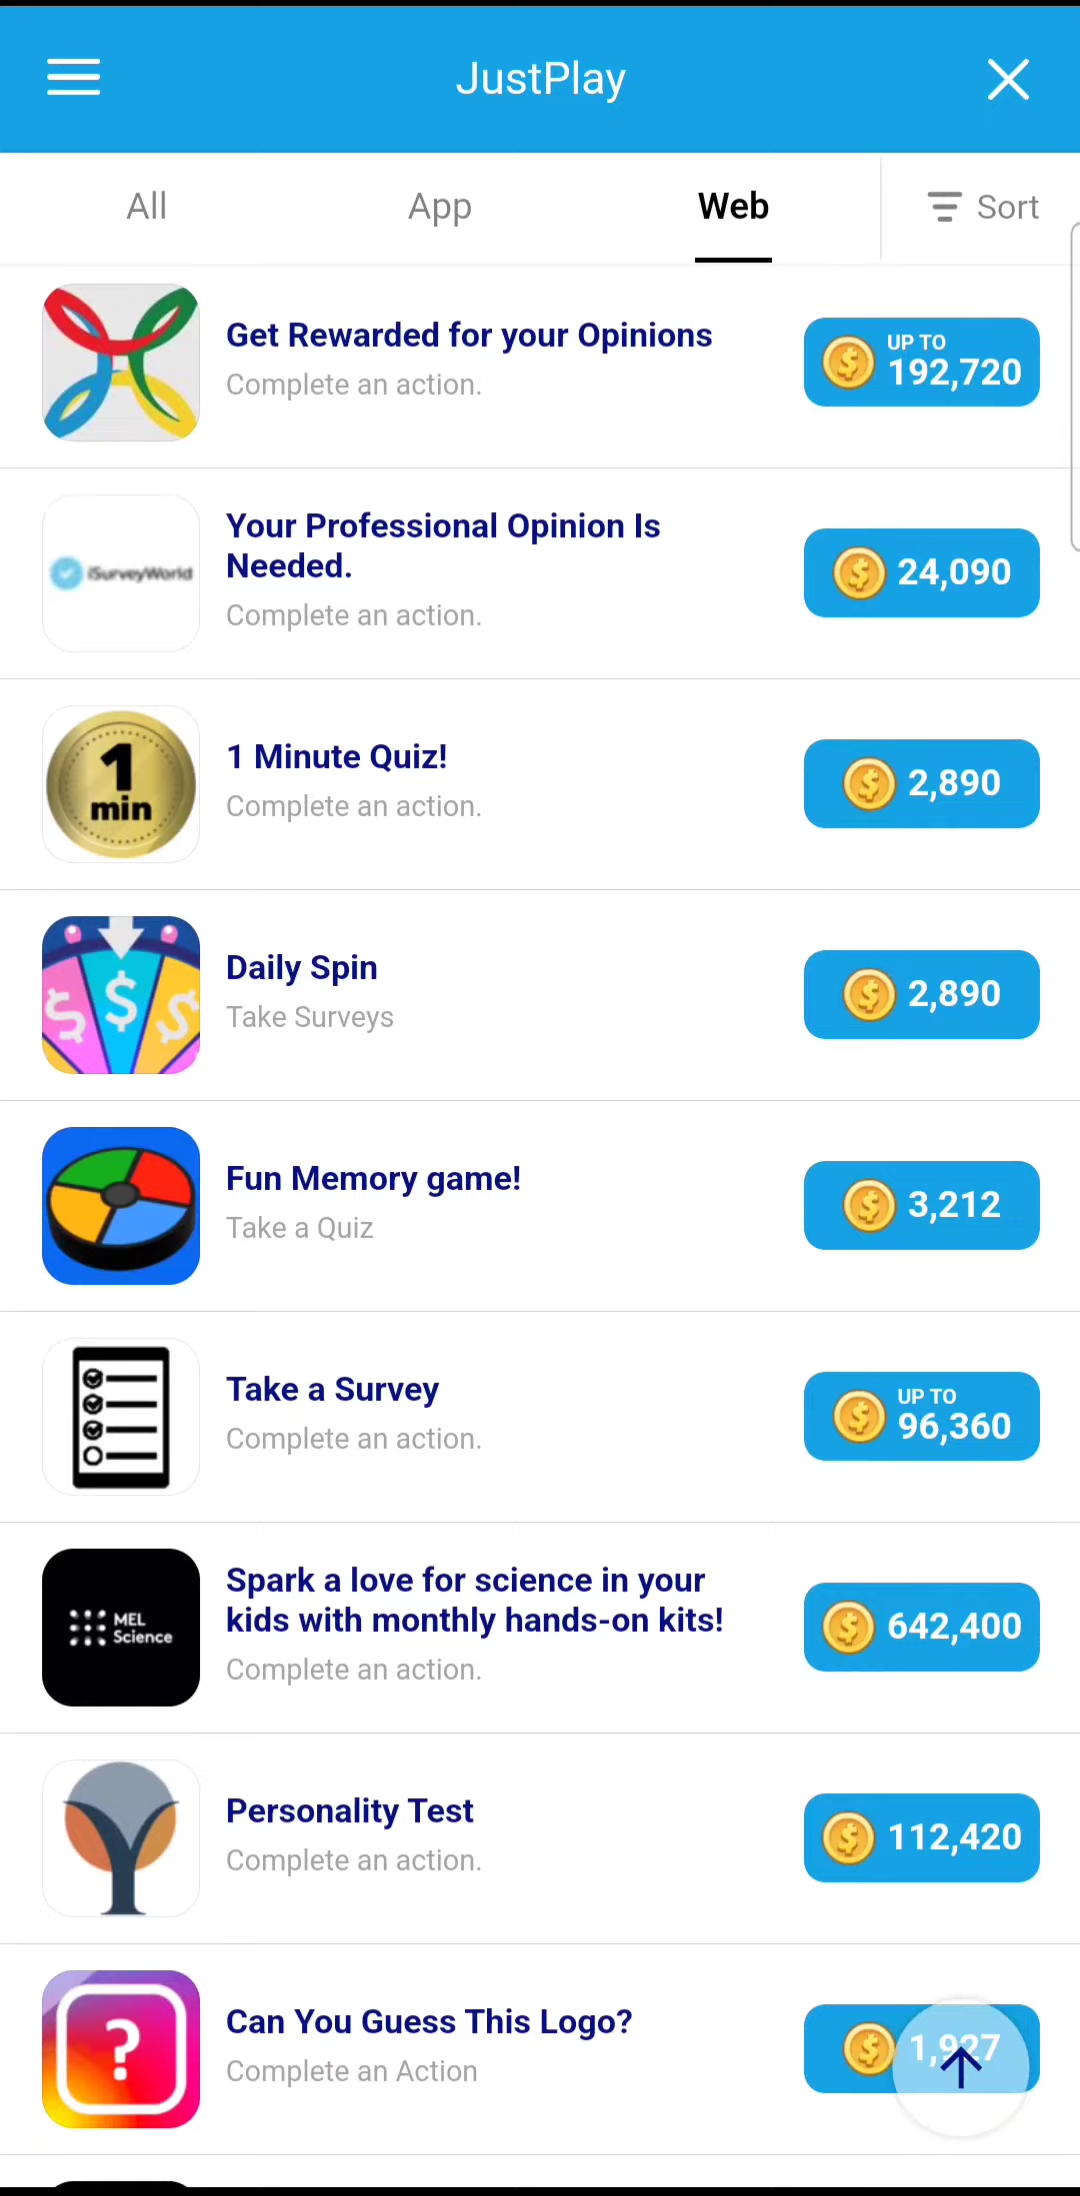 JustPlay
All
App
Web
Sort
Get Rewarded for your Opinions
Complete an action.
UP TO
192,720
iSurveyWorld
Your Professional Opinion Is
Needed.
Complete an action.
24,090
1
min
1 Minute Quiz!
Complete an action.
2,890
Daily Spin
Take Surveys
2,890
Fun Memory game!
Take a Quiz
3,212
Take a Survey
Complete an action.
UP TO
96,360
MEL
Science
Spark a love for science in your
kids with monthly hands-on kits!
Complete an action.
642,400
Personality Test
Complete an action.
112,420
?
Can You Guess This Logo?
Complete an Action
1,927